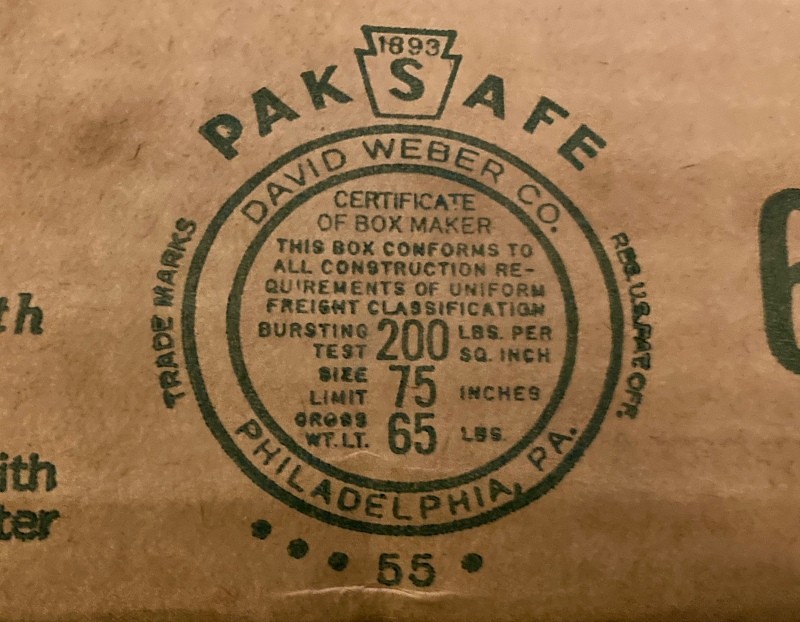 1893
PAK S AFE
DAVID WEBER CO.
TRADE MARKS
REG. U.S. PAT. OFF.
CERTIFICATE
OF BOX MAKER
THIS BOX CONFORMS TO
ALL CONSTRUCTION RE-
QUIREMENTS OF UNIFORM
FREIGHT CLASSIFICATION
BURSTING TEST 200 LBS. PER SQ. INCH
SIZE LIMIT 75 INCHES
GROSS WT. LT. 65 LBS.
PHILADELPHIA, PA.
55
th
ith
ter
6